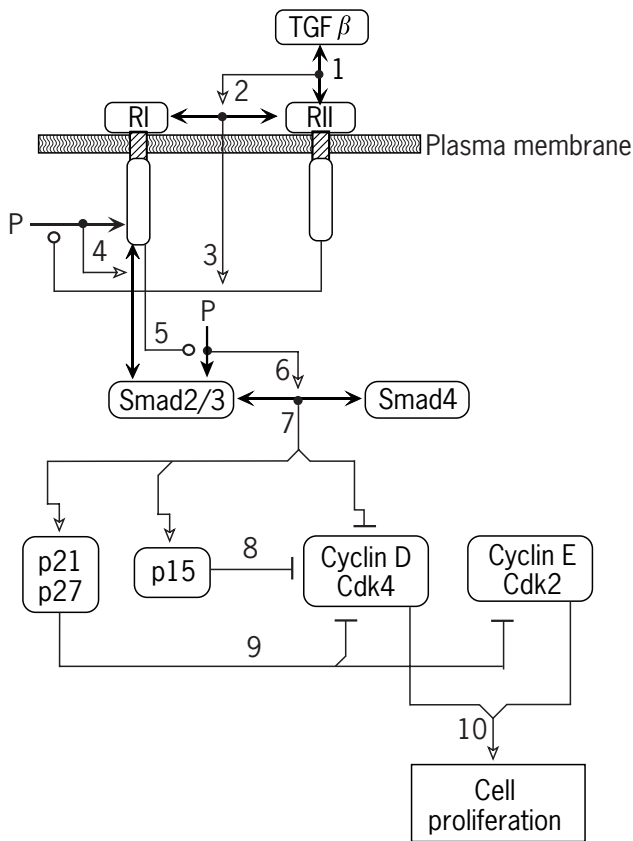 TGF β
1
2
RI
RII
Plasma membrane
P
4
3
P
5
6
Smad2/3
Smad4
7
p21
p27
p15
8
Cyclin D
Cdk4
Cyclin E
Cdk2
9
10
Cell
proliferation